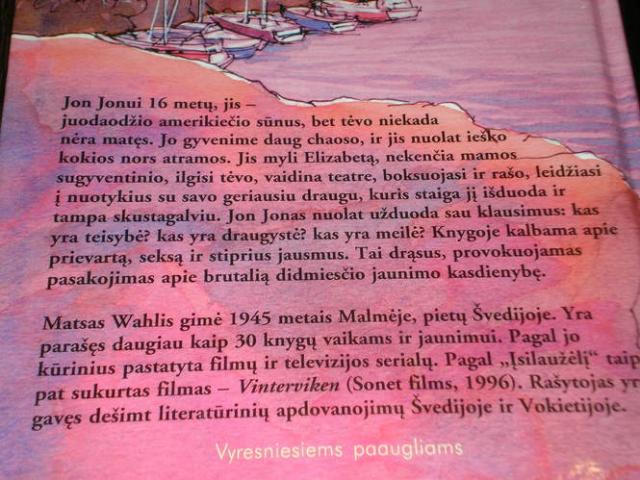 Jon Jonui 16 metų, jis –
juodaodžio amerikiečio sūnus, bet tėvo niekada
nėra matęs. Jo gyvenime daug chaoso, ir jis nuolat ieško
kokios nors atramos. Jis myli Elizabetą, nekenčia mamos
sugyventinio, ilgisi tėvo, vaidina teatre, boksuojasi ir rašo, leidžiasi
į nuotykius su savo geriausiu draugu, kuris staiga jį išduoda ir
tampa skustagalviu. Jon Jonas nuolat užduoda sau klausimus: kas
yra teisybė? kas yra draugystė? kas yra meilė? Knygoje kalbama apie
prievartą, seksą ir stiprius jausmus. Tai drąsus, provokuojamas
pasakojimas apie brutalią didmiesčio jaunimo kasdienybę.
Matsas Wahlis gimė 1945 metais Malmėje, pietų Švedijoje. Yra
parašęs daugiau kaip 30 knygų vaikams ir jaunimui. Pagal jo
kūrinius pastatyta filmų ir televizijos serialų. Pagal „Įsilaužėlį“ taip
pat sukurtas filmas – Vinterviken (Sonet films, 1996). Rašytojas yr
gavęs dešimt literatūrinių apdovanojimų Švedijoje ir Vokietijoje.
Vyresniesiems paaugliams